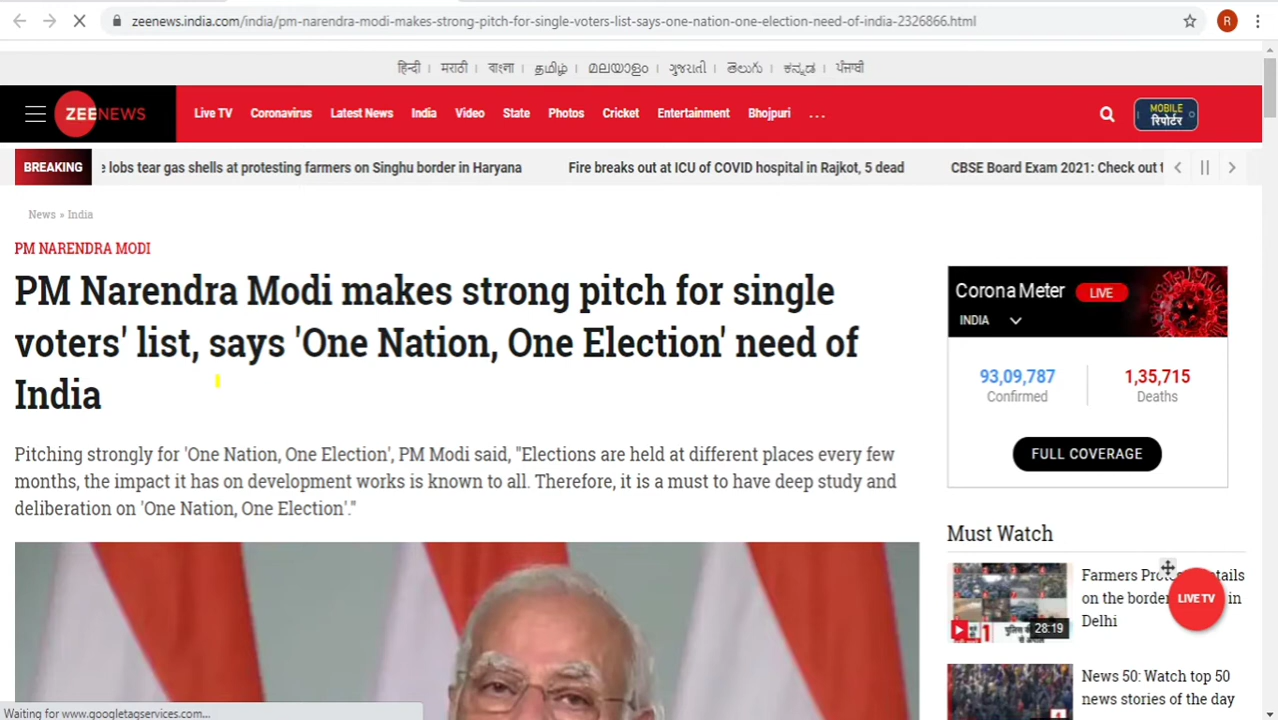 zeenews.india.com/india/pm-narendra-modi-makes-strong-pitch-for-single-voters-list-says-one-nation-one-election-need-of-india-2326866.html
R
हिन्दी | मराठी | বাংলা | தமிழ் | മലയാളം | ગુજરાતી | తెలుగు | ಕನ್ನಡ | ਪੰਜਾਬੀ
ZEENEWS
Live TV Coronavirus Latest News India Video State Photos Cricket Entertainment Bhojpuri ...
MOBILE
रिपोर्टर
BREAKING e lobs tear gas shells at protesting farmers on Singhu border in Haryana Fire breaks out at ICU of COVID hospital in Rajkot, 5 dead CBSE Board Exam 2021: Check out t
News » India
PM NARENDRA MODI
PM Narendra Modi makes strong pitch for single
voters' list, says 'One Nation, One Election' need of
India
Pitching strongly for 'One Nation, One Election', PM Modi said, "Elections are held at different places every few
months, the impact it has on development works is known to all. Therefore, it is a must to have deep study and
deliberation on 'One Nation, One Election'."
Corona Meter LIVE
INDIA
93,09,787 1,35,715
Confirmed Deaths
FULL COVERAGE
Must Watch
Farmers
on the border in
Delhi
LIVE TV
28:19
News 50: Watch top 50
news stories of the day
Waiting for www.googletagservices.com...